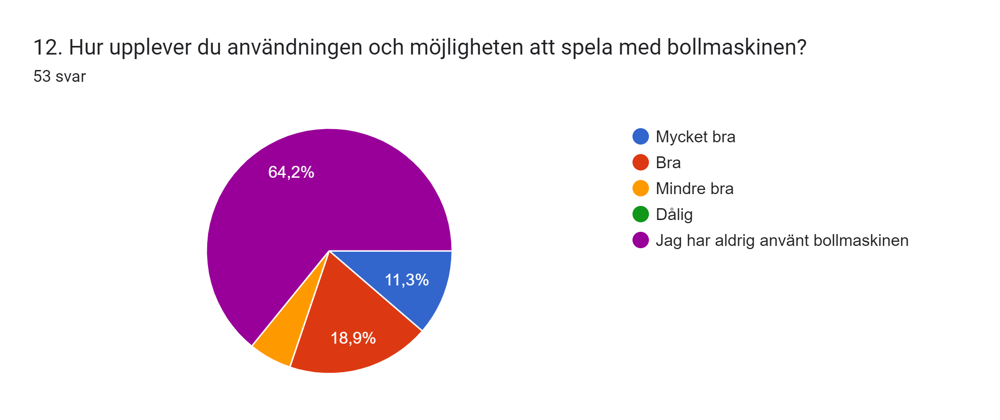 12. Hur upplever du användningen och möjligheten att spela med bollmaskinen?
53 svar
64,2%
11,3%
18,9%
Mycket bra
Bra
Mindre bra
Dålig
Jag har aldrig använt bollmaskinen